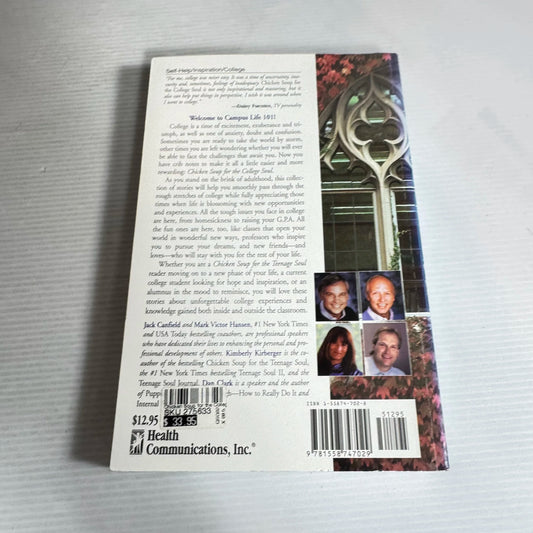 Self-Help/Inspiration/College
"For me, college was never easy. It was a time of uncertainty,
and, sometimes, feelings of inadequacy. Chicken Soup for
the College Soul is not only inspirational and reassuring, but it
also can help put things in perspective. I wish it was around when
I went to college."
—Daisy Fuentes, TV personality
Welcome to Campus Life 101!
College is a time of excitement, exuberance and tri-
umph, as well as one of anxiety, doubt and confusion.
Sometimes you are ready to take the world by storm,
other times you are left wondering whether you will ever
be able to face the challenges that await you. Now you
have crib notes to make it all a little easier and more
rewarding: Chicken Soup for the College Soul.
As you stand on the brink of adulthood, this collec-
tion of stories will help you smoothly pass through the
rough stretches of college while fully appreciating those
times when life is blossoming with new opportunities
and experiences. All the tough issues you face in college
are here, from homesickness to raising your G.P.A. All
the fun ones are here, too, like classes that open your
world in wonderful new ways, professors who inspire
you to pursue your dreams, and new friends—and
loves—who will stay with you for the rest of your life.
Whether you are a Chicken Soup for the Teenage Soul
reader moving on to a new phase of your life, a current
college student looking for hope and inspiration, or an
alumnus in the mood to reminisce, you will love these
stories about unforgettable college experiences and
knowledge gained both inside and outside the classroom.
Jack Canfield and Mark Victor Hansen, #1 New York Times
and USA Today bestselling coauthors, are professional speakers
who have dedicated their lives to enhancing the personal and pro-
fessional development of others. Kimberly Kirberger is the co-
author of the bestselling Chicken Soup for the Teenage Soul,
the #1 New York Times bestselling Teenage Soul II, and the
Teenage Soul Journal. Dan Clark is a speaker and the author
of Pupp —How to Really Do It and
Internal
SKU 276633
$ 33.95
$12.95
Health
Communications, Inc.®
ISBN 1-55874-702-8
51295
9 781558 747029